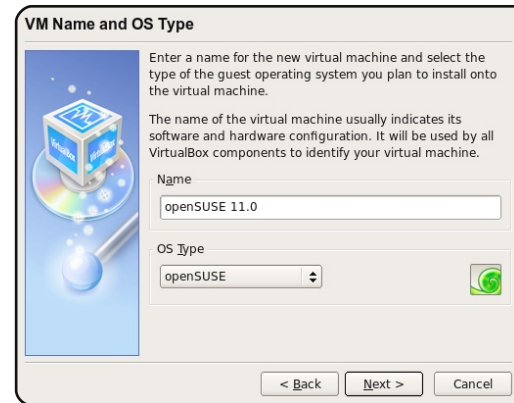 VM Name and OS Type
Enter a name for the new virtual machine and select the
type of the guest operating system you plan to install onto
the virtual machine.
The name of the virtual machine usually indicates its
software and hardware configuration. It will be used by all
VirtualBox components to identify your virtual machine.
Name
openSUSE 11.0
OS Type
openSUSE
< Back Next > Cancel
VirtualBox